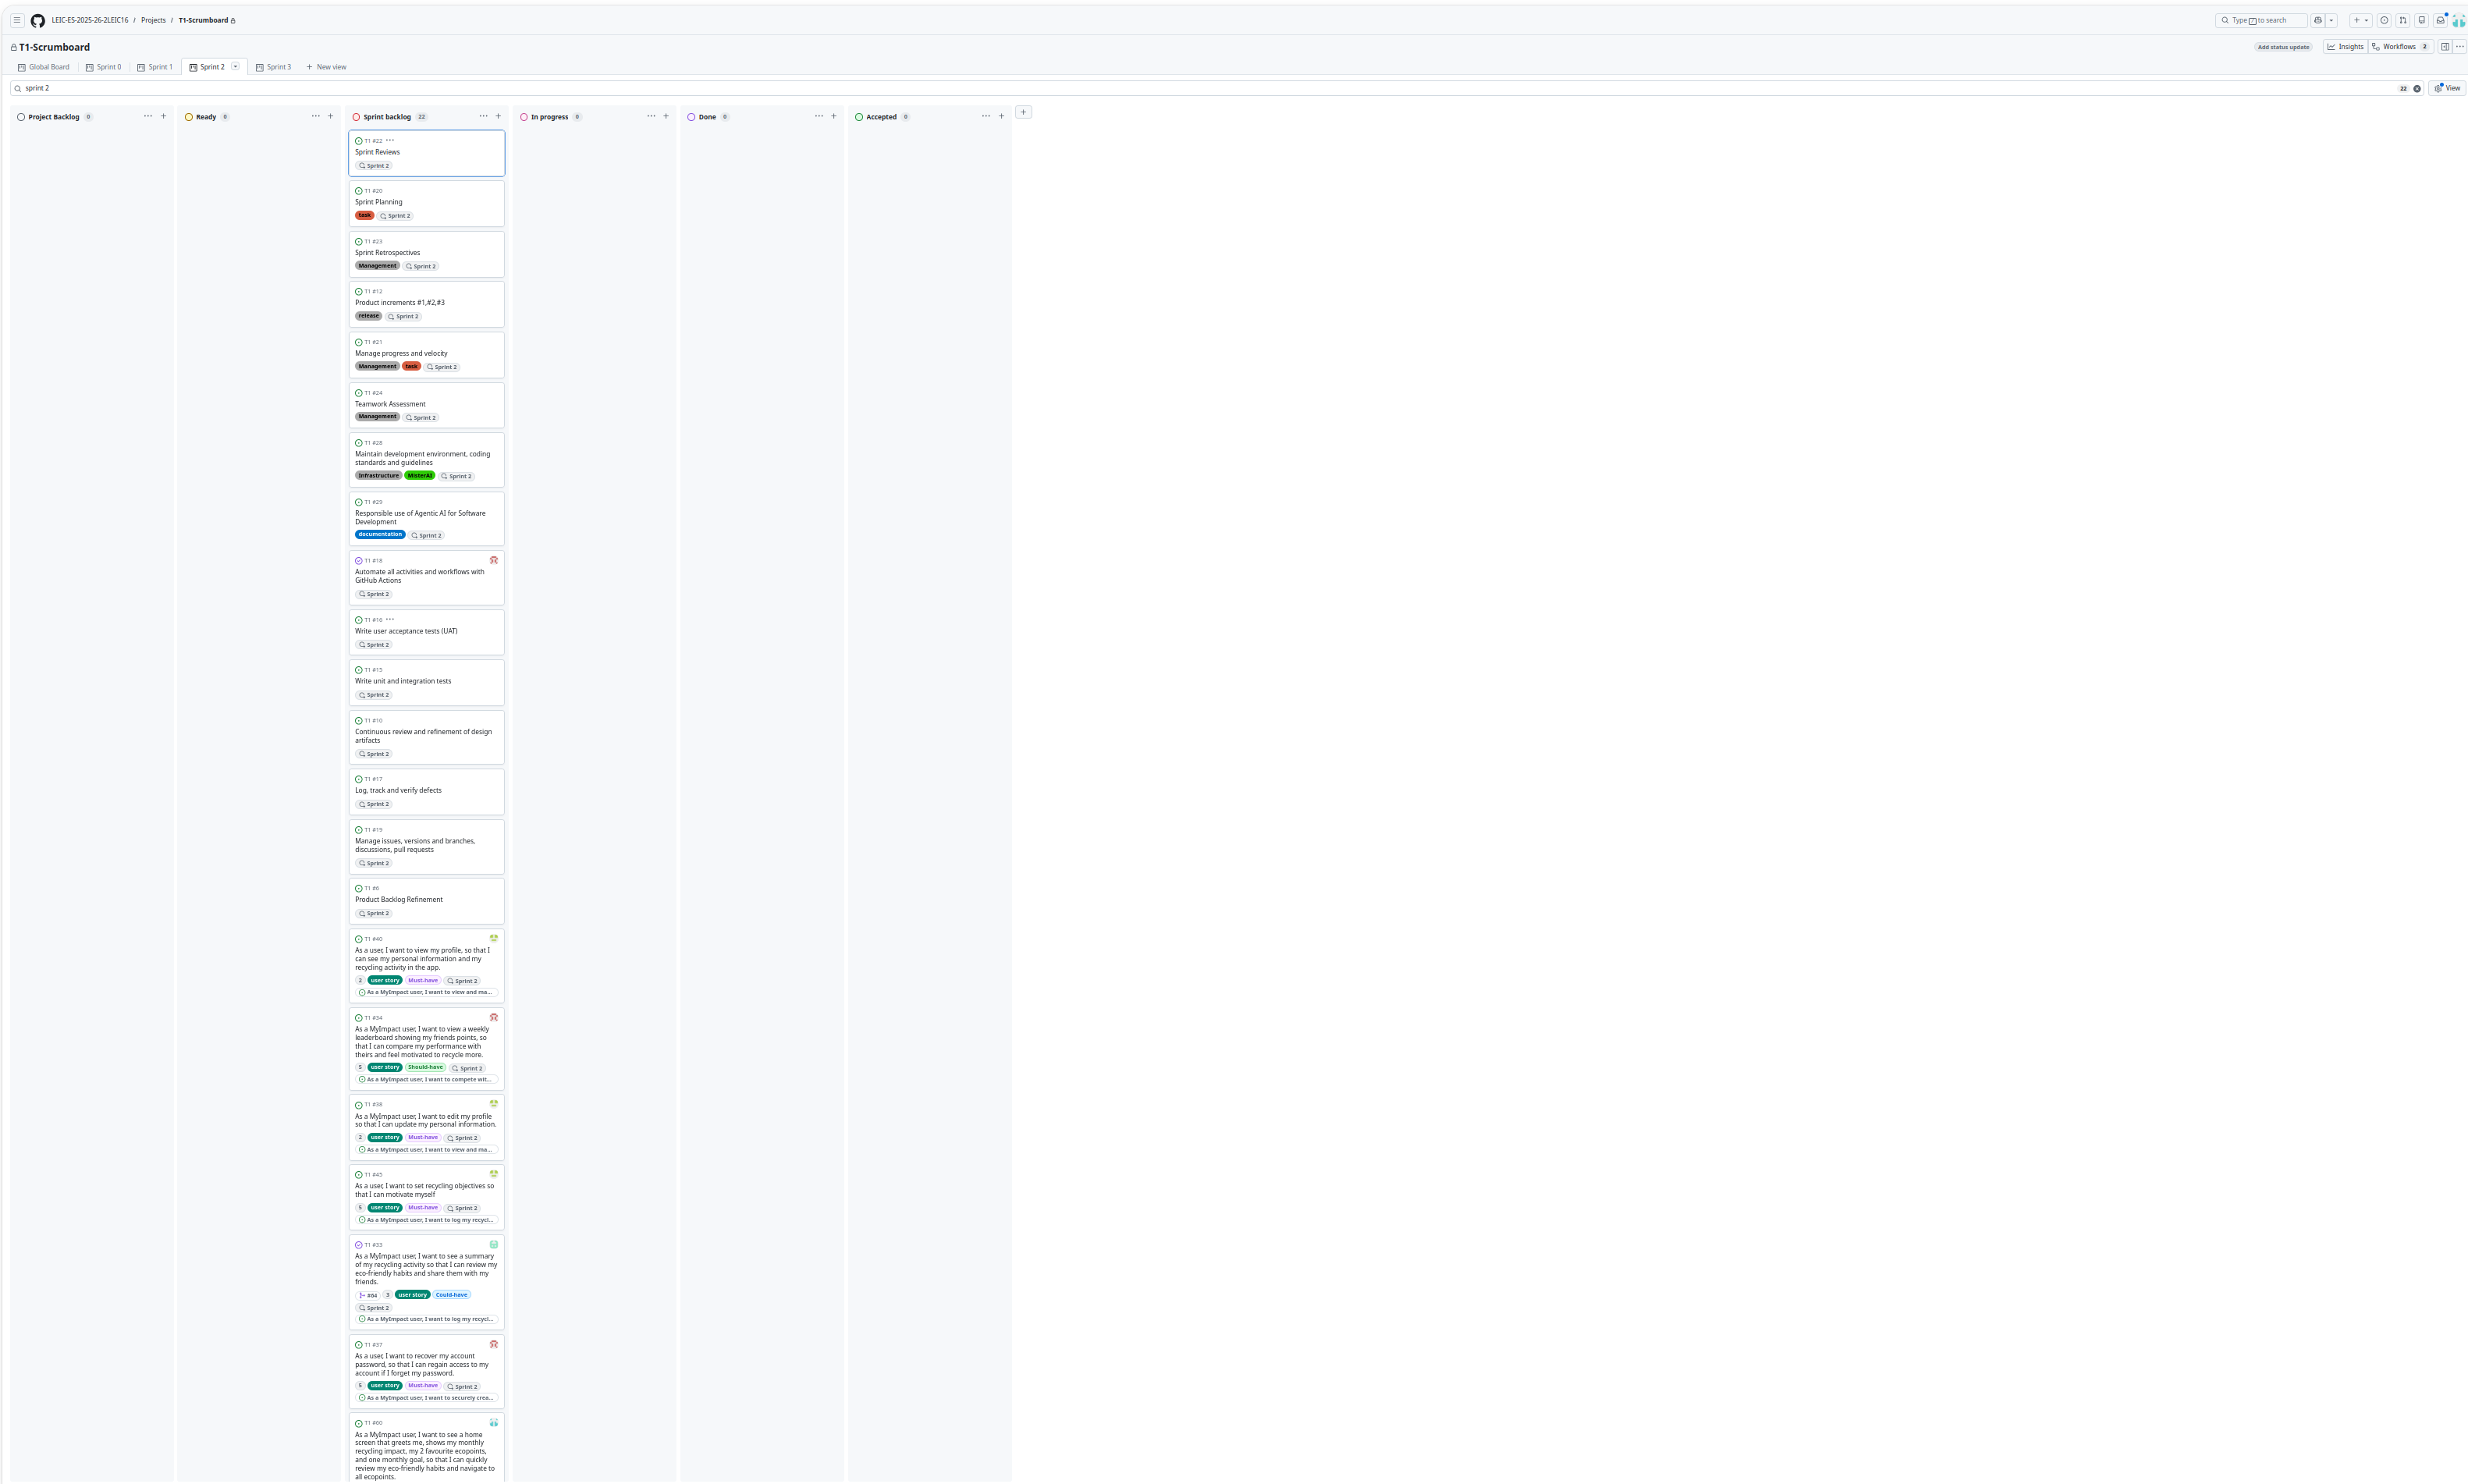 LEIC-ES-2025-26-2LEIC16 / Projects / T1-Scrumboard
Type / to search
T1-Scrumboard
Add status update
Insights
Workflows 2
Global Board
Sprint 0
Sprint 1
Sprint 2
Sprint 3
New view
sprint 2
22
View
Project Backlog 0
Ready 0
Sprint backlog 22
In progress 0
Done 0
Accepted 0
T1 #22
Sprint Reviews
Sprint 2
T1 #20
Sprint Planning
task Sprint 2
T1 #23
Sprint Retrospectives
Management Sprint 2
T1 #12
Product increments #1,#2,#3
release Sprint 2
T1 #21
Manage progress and velocity
Management task Sprint 2
T1 #24
Teamwork Assessment
Management Sprint 2
T1 #28
Maintain development environment, coding
standards and guidelines
Infrastructure MisterAI Sprint 2
T1 #29
Responsible use of Agentic AI for Software
Development
documentation Sprint 2
T1 #18
Automate all activities and workflows with
GitHub Actions
Sprint 2
T1 #16
Write user acceptance tests (UAT)
Sprint 2
T1 #15
Write unit and integration tests
Sprint 2
T1 #10
Continuous review and refinement of design
artifacts
Sprint 2
T1 #17
Log, track and verify defects
Sprint 2
T1 #19
Manage issues, versions and branches,
discussions, pull requests
Sprint 2
T1 #6
Product Backlog Refinement
Sprint 2
T1 #40
As a user, I want to view my profile, so that I
can see my personal information and my
recycling activity in the app.
2 user story Must-have Sprint 2
As a MyImpact user, I want to view and ma...
T1 #34
As a MyImpact user, I want to view a weekly
leaderboard showing my friends points, so
that I can compare my performance with
theirs and feel motivated to recycle more.
5 user story Should-have Sprint 2
As a MyImpact user, I want to compete wit...
T1 #38
As a MyImpact user, I want to edit my profile
so that I can update my personal information.
2 user story Must-have Sprint 2
As a MyImpact user, I want to view and ma...
T1 #45
As a user, I want to set recycling objectives so
that I can motivate myself
5 user story Must-have Sprint 2
As a MyImpact user, I want to log my recycl...
T1 #33
As a MyImpact user, I want to see a summary
of my recycling activity so that I can review my
eco-friendly habits and share them with my
friends.
#64 3 user story Could-have
Sprint 2
As a MyImpact user, I want to log my recycl...
T1 #37
As a user, I want to recover my account
password, so that I can regain access to my
account if I forget my password.
5 user story Must-have Sprint 2
As a MyImpact user, I want to securely crea...
T1 #60
As a MyImpact user, I want to see a home
screen that greets me, shows my monthly
recycling impact, my 2 favourite ecopoints,
and one monthly goal, so that I can quickly
review my eco-friendly habits and navigate to
all ecopoints.